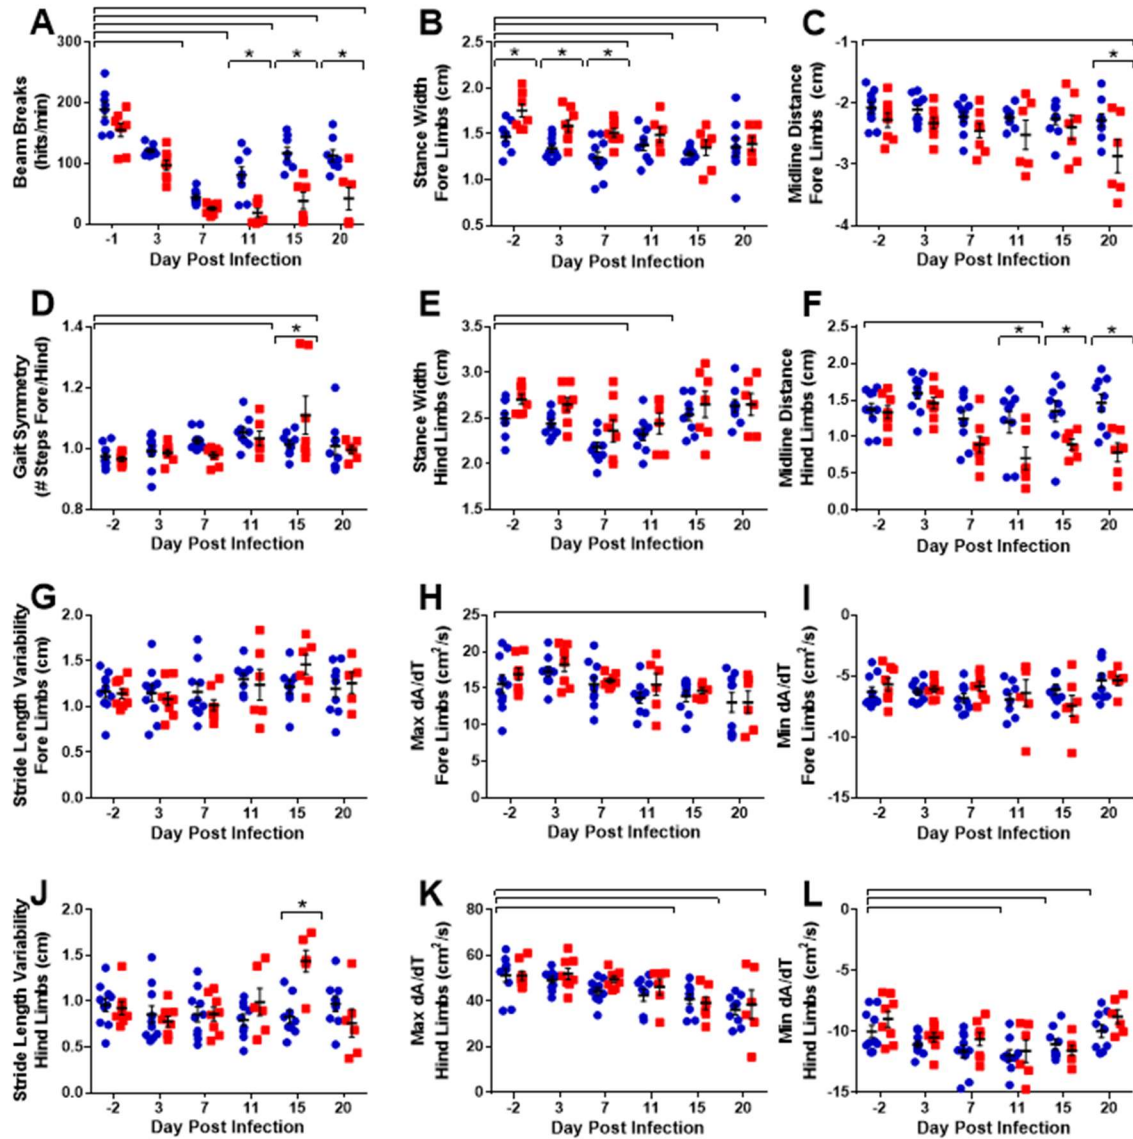 A
Beam Breaks
(hits/min)
300
200
100
0
* * *
-1 3 7 11 15 20
Day Post Infection
B
Stance Width
Fore Limbs (cm)
2.5
2.0
1.5
1.0
0.5
* * *
-2 3 7 11 15 20
Day Post Infection
C
Midline Distance
Fore Limbs (cm)
-1
-2
-3
-4
*
-2 3 7 11 15 20
Day Post Infection
D
Gait Symmetry
(# Steps Fore/Hind)
1.4
1.2
1.0
0.8
*
-2 3 7 11 15 20
Day Post Infection
E
Stance Width
Hind Limbs (cm)
3.5
3.0
2.5
2.0
1.5
-2 3 7 11 15 20
Day Post Infection
F
Midline Distance
Hind Limbs (cm)
2.5
2.0
1.5
1.0
0.5
0.0
* * *
-2 3 7 11 15 20
Day Post Infection
G
Stride Length Variability
Fore Limbs (cm)
2.0
1.5
1.0
0.5
0.0
-2 3 7 11 15 20
Day Post Infection
H
Max dA/dT
Fore Limbs (cm²/s)
25
20
15
10
5
0
-2 3 7 11 15 20
Day Post Infection
I
Min dA/dT
Fore Limbs (cm²/s)
0
-5
-10
-15
-2 3 7 11 15 20
Day Post Infection
J
Stride Length Variability
Hind Limbs (cm)
2.0
1.5
1.0
0.5
0.0
*
-2 3 7 11 15 20
Day Post Infection
K
Max dA/dT
Hind Limbs (cm²/s)
80
60
40
20
0
-2 3 7 11 15 20
Day Post Infection
L
Min dA/dT
Hind Limbs (cm²/s)
0
-5
-10
-15
-2 3 7 11 15 20
Day Post Infection